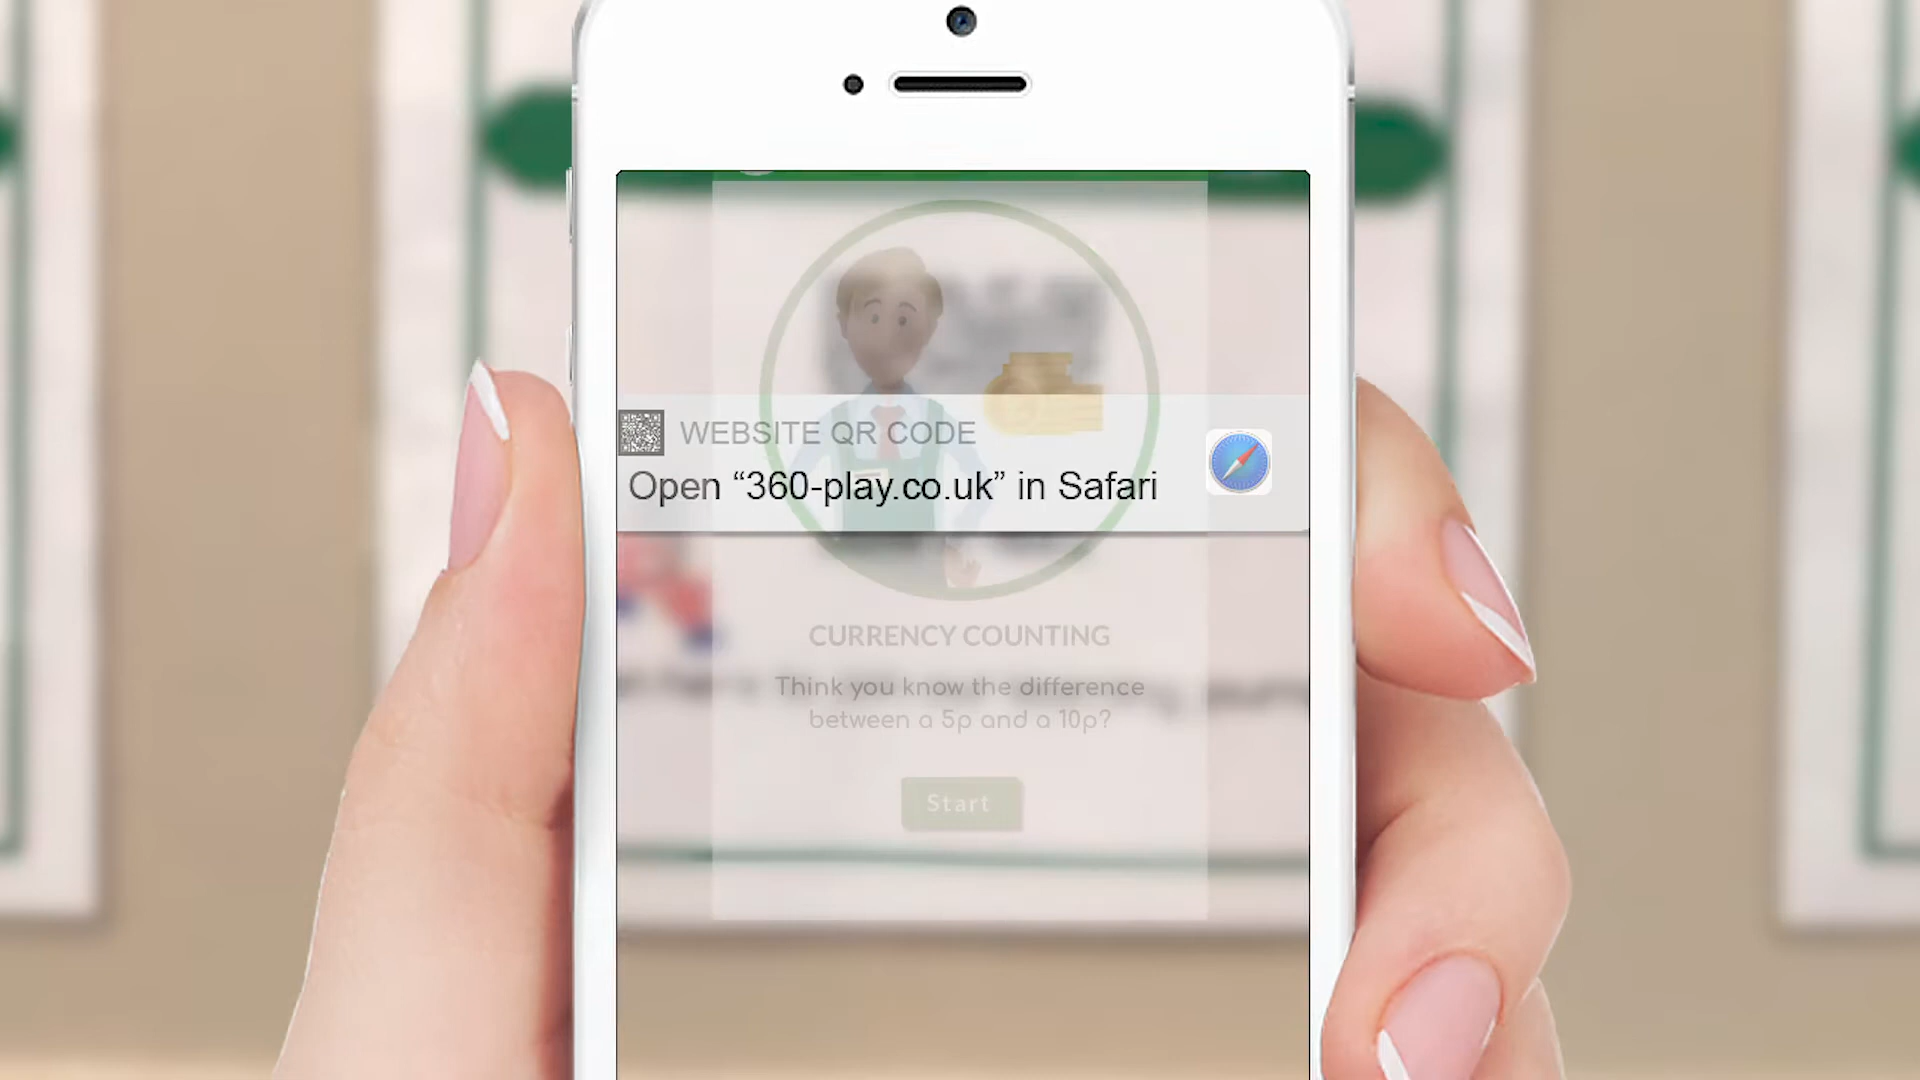 WEBSITE QR CODE
Open “360-play.co.uk” in Safari
CURRENCY COUNTING
Think you know the difference
between a 5p and a 10p?
Start